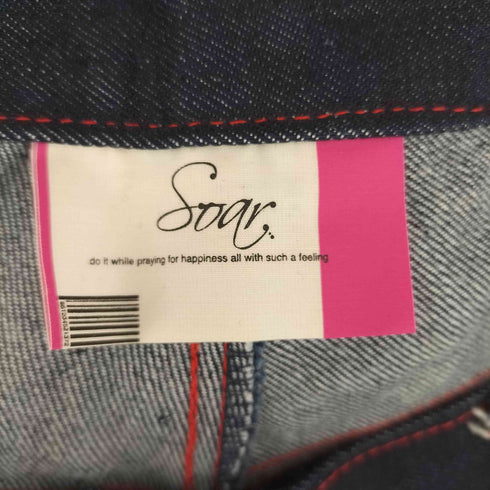 Soar
do it while praying for happiness all with such a feeling